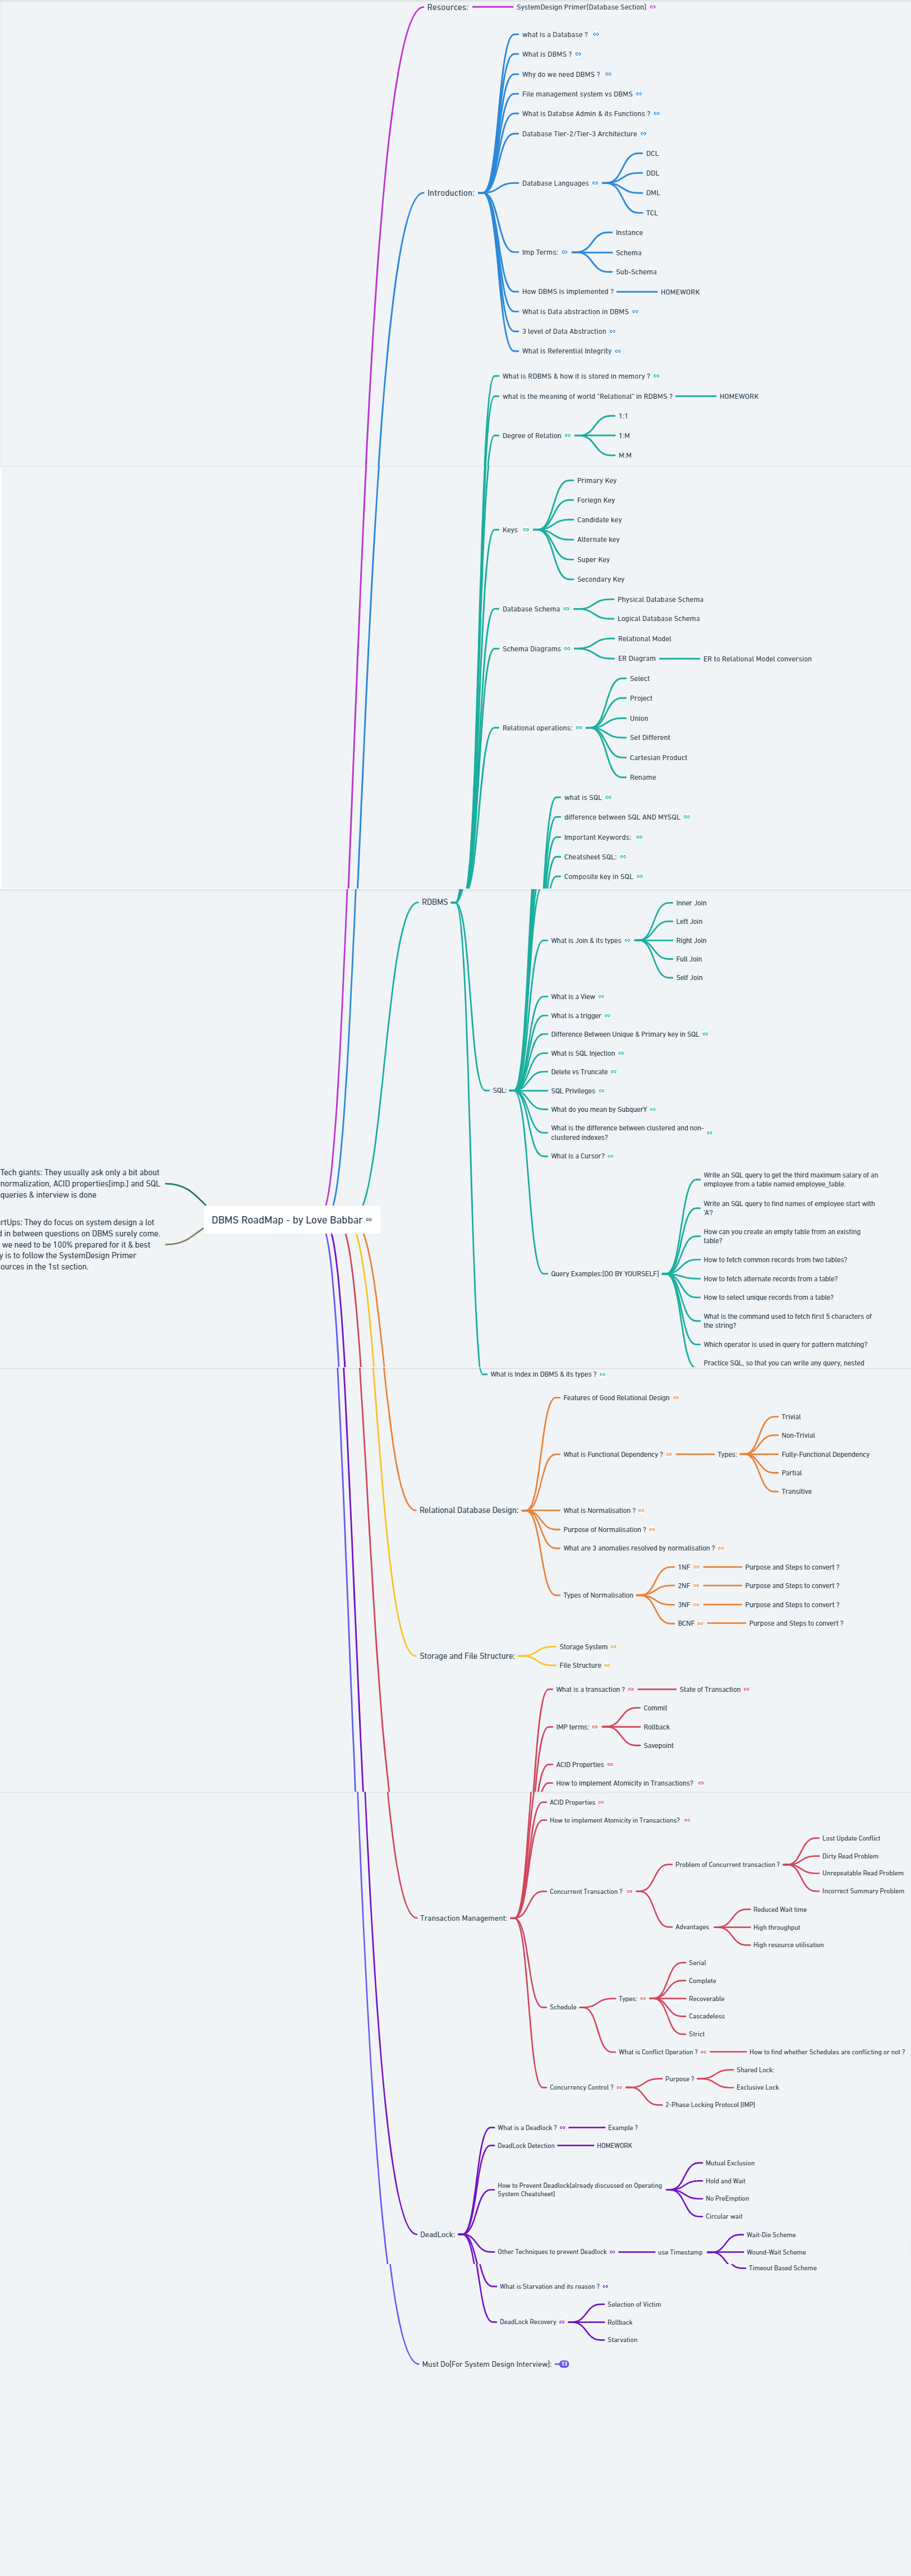 Resources:
SystemDesign Primer[Database Section]
Introduction:
what is a Database ?
What is DBMS ?
Why do we need DBMS ?
File management system vs DBMS
What is Databse Admin & its Functions ?
Database Tier-2/Tier-3 Architecture
Database Languages
DCL
DDL
DML
TCL
Imp Terms:
Instance
Schema
Sub-Schema
How DBMS is implemented ?
HOMEWORK
What is Data abstraction in DBMS
3 level of Data Abstraction
What is Referential Integrity
RDBMS
What is RDBMS & how it is stored in memory ?
what is the meaning of world "Relational" in RDBMS ?
HOMEWORK
Degree of Relation
1:1
1:M
M:M
Keys
Primary Key
Foriegn Key
Candidate key
Alternate key
Super Key
Secondary Key
Database Schema
Physical Database Schema
Logical Database Schema
Schema Diagrams
Relational Model
ER Diagram
ER to Relational Model conversion
Relational operations:
Select
Project
Union
Set Different
Cartesian Product
Rename
SQL:
what is SQL
difference between SQL AND MYSQL
Important Keywords:
Cheatsheet SQL:
Composite key in SQL
What is Join & its types
Inner Join
Left Join
Right Join
Full Join
Self Join
What is a View
What is a trigger
Difference Between Unique & Primary key in SQL
What is SQL Injection
Delete vs Truncate
SQL Privileges
What do you mean by SubquerY
What is the difference between clustered and non-
clustered indexes?
What is a Cursor?
Query Examples:[DO BY YOURSELF]
Write an SQL query to get the third maximum salary of an
employee from a table named employee_table.
Write an SQL query to find names of employee start with
'A'?
How can you create an empty table from an existing
table?
How to fetch common records from two tables?
How to fetch alternate records from a table?
How to select unique records from a table?
What is the command used to fetch first 5 characters of
the string?
Which operator is used in query for pattern matching?
Practice SQL, so that you can write any query, nested
What is Index in DBMS & its types ?
Tech giants: They usually ask only a bit about
normalization, ACID properties[imp.] and SQL
queries & interview is done
DBMS RoadMap - by Love Babbar
rtUps: They do focus on system design a lot
d in between questions on DBMS surely come.
we need to be 100% prepared for it & best
y is to follow the SystemDesign Primer
ources in the 1st section.
Relational Database Design:
Features of Good Relational Design
What is Functional Dependency ?
Types:
Trivial
Non-Trivial
Fully-Functional Dependency
Partial
Transitive
What is Normalisation ?
Purpose of Normalisation ?
What are 3 anomalies resolved by normalisation ?
Types of Normalisation
1NF
Purpose and Steps to convert ?
2NF
Purpose and Steps to convert ?
3NF
Purpose and Steps to convert ?
BCNF
Purpose and Steps to convert ?
Storage and File Structure:
Storage System
File Structure
What is a transaction ?
State of Transaction
IMP terms:
Commit
Rollback
Savepoint
ACID Properties
How to implement Atomicity in Transactions?
ACID Properties
How to implement Atomicity in Transactions?
Transaction Management:
Concurrent Transaction ?
Problem of Concurrent transaction ?
Lost Update Conflict
Dirty Read Problem
Unrepeatable Read Problem
Incorrect Summary Problem
Advantages
Reduced Wait time
High throughput
High resource utilisation
Schedule
Types:
Serial
Complete
Recoverable
Cascadeless
Strict
What is Conflict Operation ?
How to find whether Schedules are conflicting or not ?
Concurrency Control ?
Purpose ?
Shared Lock:
Exclusive Lock
2-Phase Locking Protocol [IMP]
DeadLock:
What is a Deadlock ?
Example ?
DeadLock Detection
HOMEWORK
How to Prevent Deadlock[already discussed on Operating
System Cheatsheet]
Mutual Exclusion
Hold and Wait
No PreEmption
Circular wait
Other Techniques to prevent Deadlock
use Timestamp
Wait-Die Scheme
Wound-Wait Scheme
Timeout Based Scheme
What is Starvation and its reason ?
DeadLock Recovery
Selection of Victim
Rollback
Starvation
Must Do[For System Design Interview]:
13